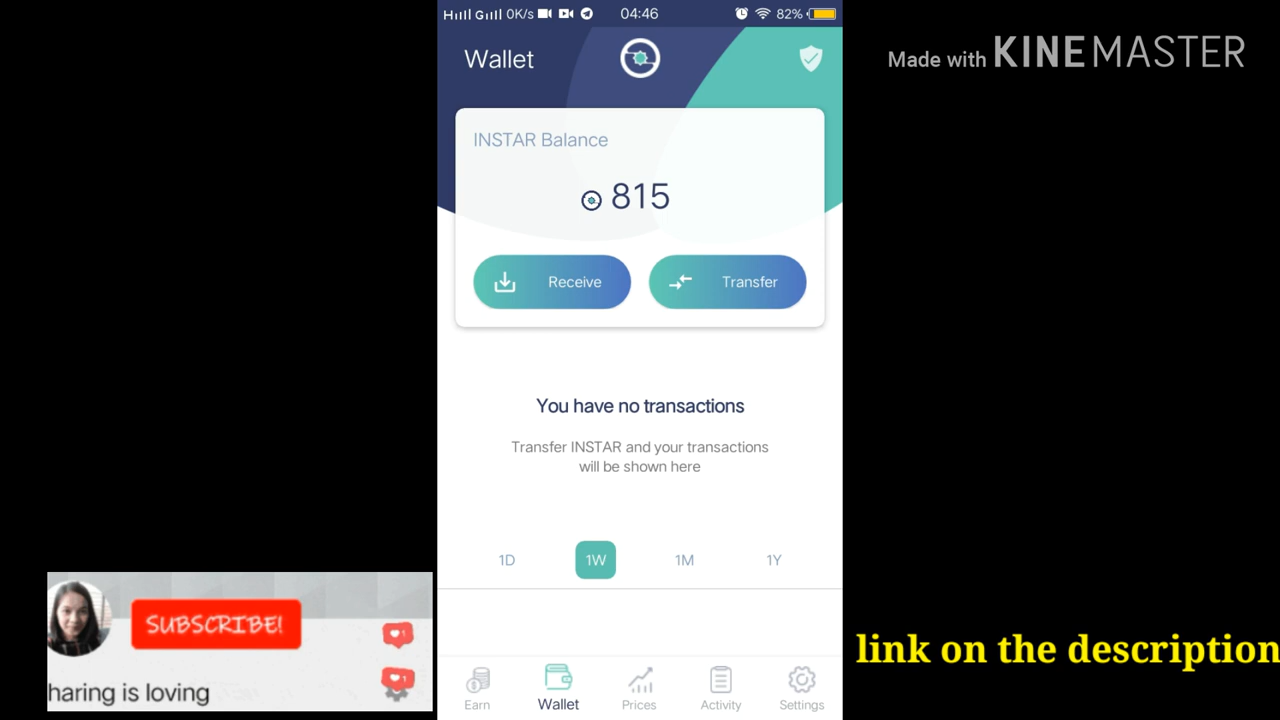 0K/s
04:46
82%
Made with KINEMASTER
Wallet
INSTAR Balance
815
Receive
Transfer
You have no transactions
Transfer INSTAR and your transactions
will be shown here
1D
1W
1M
1Y
SUBSCRIBE!
haring is loving
link on the description
Earn
Wallet
Prices
Activity
Settings